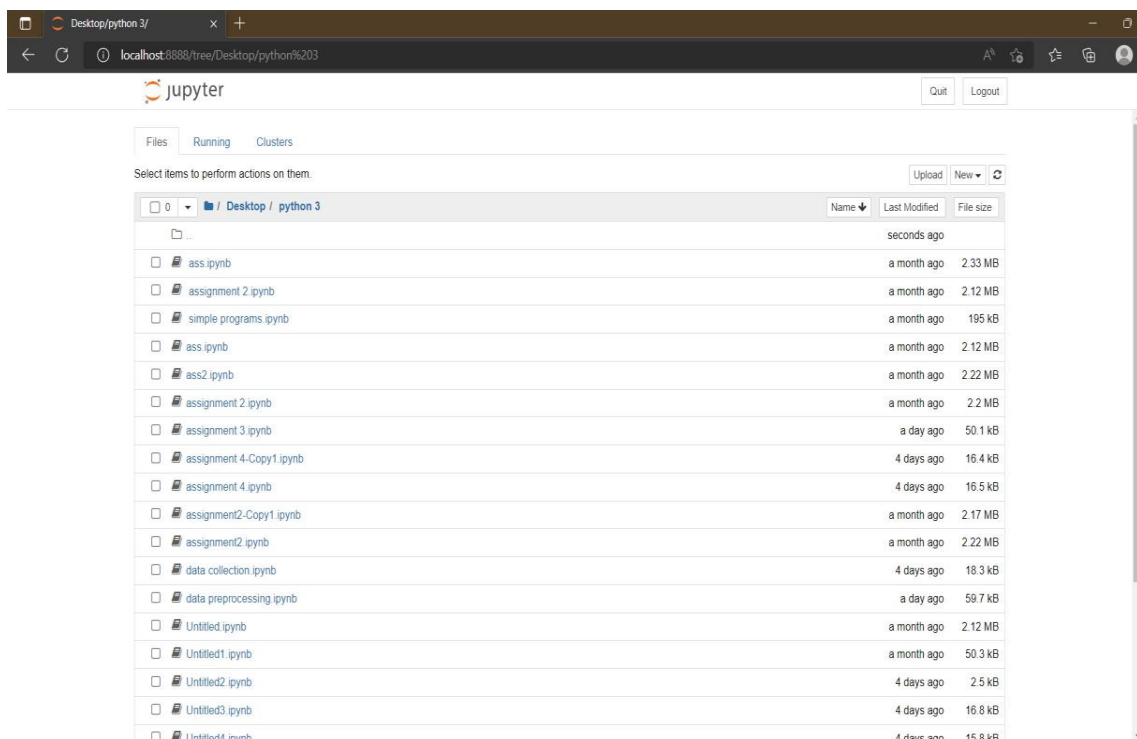 Desktop/python 3/
localhost:8888/tree/Desktop/python%203
jupyter
Quit Logout
Files Running Clusters
Select items to perform actions on them.
Upload New
0 / Desktop / python 3 Name Last Modified File size
.. seconds ago
ass.ipynb a month ago 2.33 MB
assignment 2.ipynb a month ago 2.12 MB
simple programs.ipynb a month ago 195 kB
ass.ipynb a month ago 2.12 MB
ass2.ipynb a month ago 2.22 MB
assignment 2.ipynb a month ago 2.2 MB
assignment 3.ipynb a day ago 50.1 kB
assignment 4-Copy1.ipynb 4 days ago 16.4 kB
assignment 4.ipynb 4 days ago 16.5 kB
assignment2-Copy1.ipynb a month ago 2.17 MB
assignment2.ipynb a month ago 2.22 MB
data collection.ipynb 4 days ago 18.3 kB
data preprocessing.ipynb a day ago 59.7 kB
Untitled.ipynb a month ago 2.12 MB
Untitled1.ipynb a month ago 50.3 kB
Untitled2.ipynb 4 days ago 2.5 kB
Untitled3.ipynb 4 days ago 16.8 kB
Untitled4.ipynb 4 days ago 15.8 kB